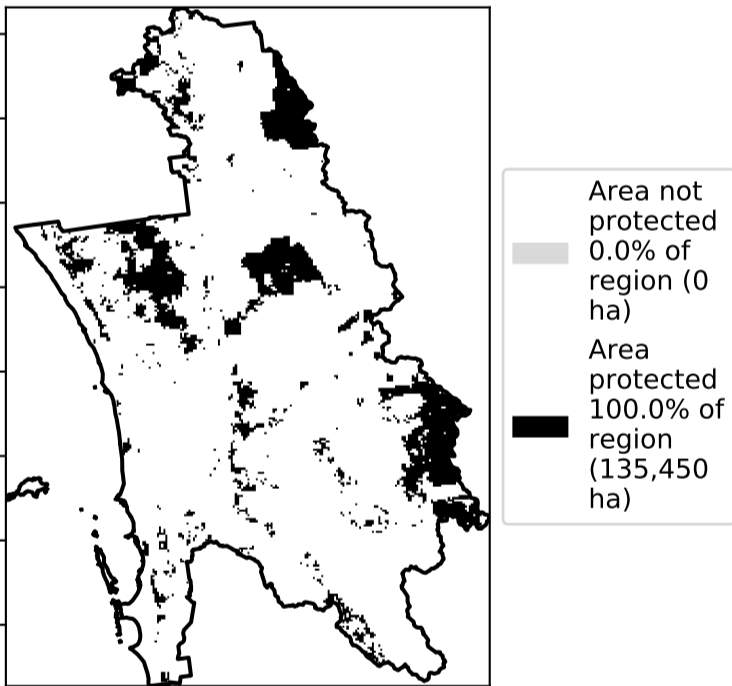 Area not
protected
0.0% of
region (0
ha)
Area
protected
100.0% of
region
(135,450
ha)